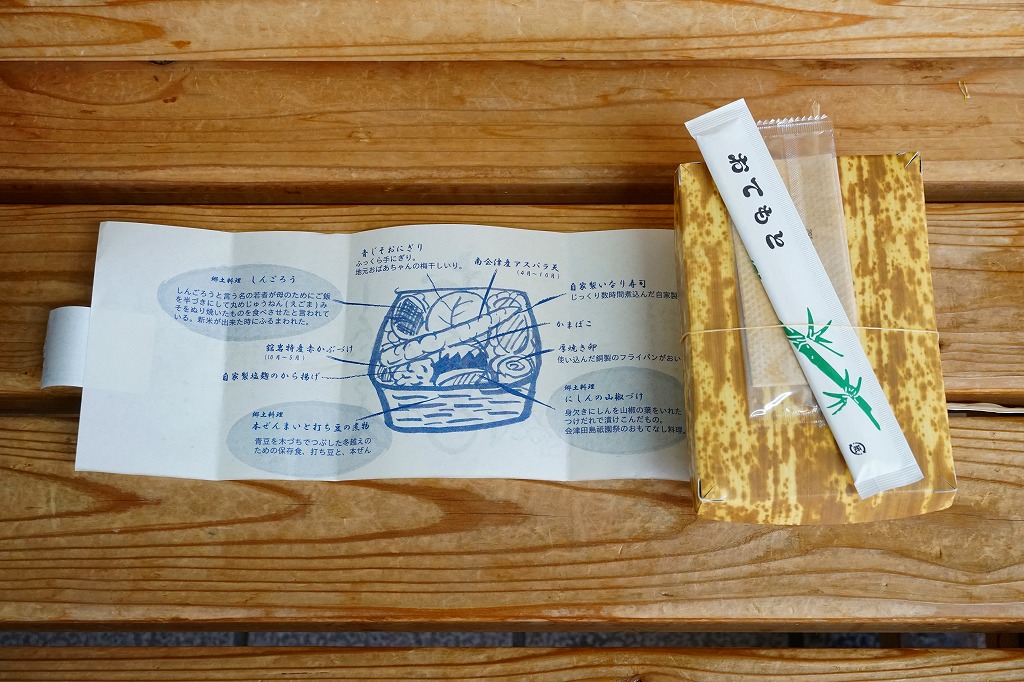 おてもと
青じそおにぎり
ふっくら手にぎり。
地元おばあちゃんの梅干しいり。
南会津産アスパラ天
(4月〜10月)
郷土料理 しんごろう
しんごろうと言う名の若者が母のためにご飯
を半づきにして丸めじゅうねん(えごま)み
そをぬり焼いたものを食べさせたと言われて
いる。新米が出来た時にふるまわれた。
自家製いなり寿司
じっくり数時間煮込んだ自家製
かまぼこ
舘岩特産赤かぶづけ
(10月〜5月)
厚焼き卵
使い込んだ銅製のフライパンがおい
自家製塩麹のから揚げ
郷土料理
にしんの山椒づけ
身欠きにしんを山椒の葉をいれた
つけだれで漬けこんだもの。
会津田島祇園祭のおもてなし料理。
郷土料理
本ぜんまいと打ち豆の煮物
青豆を木づちでつぶした冬越えの
ための保存食、打ち豆と、本ぜん